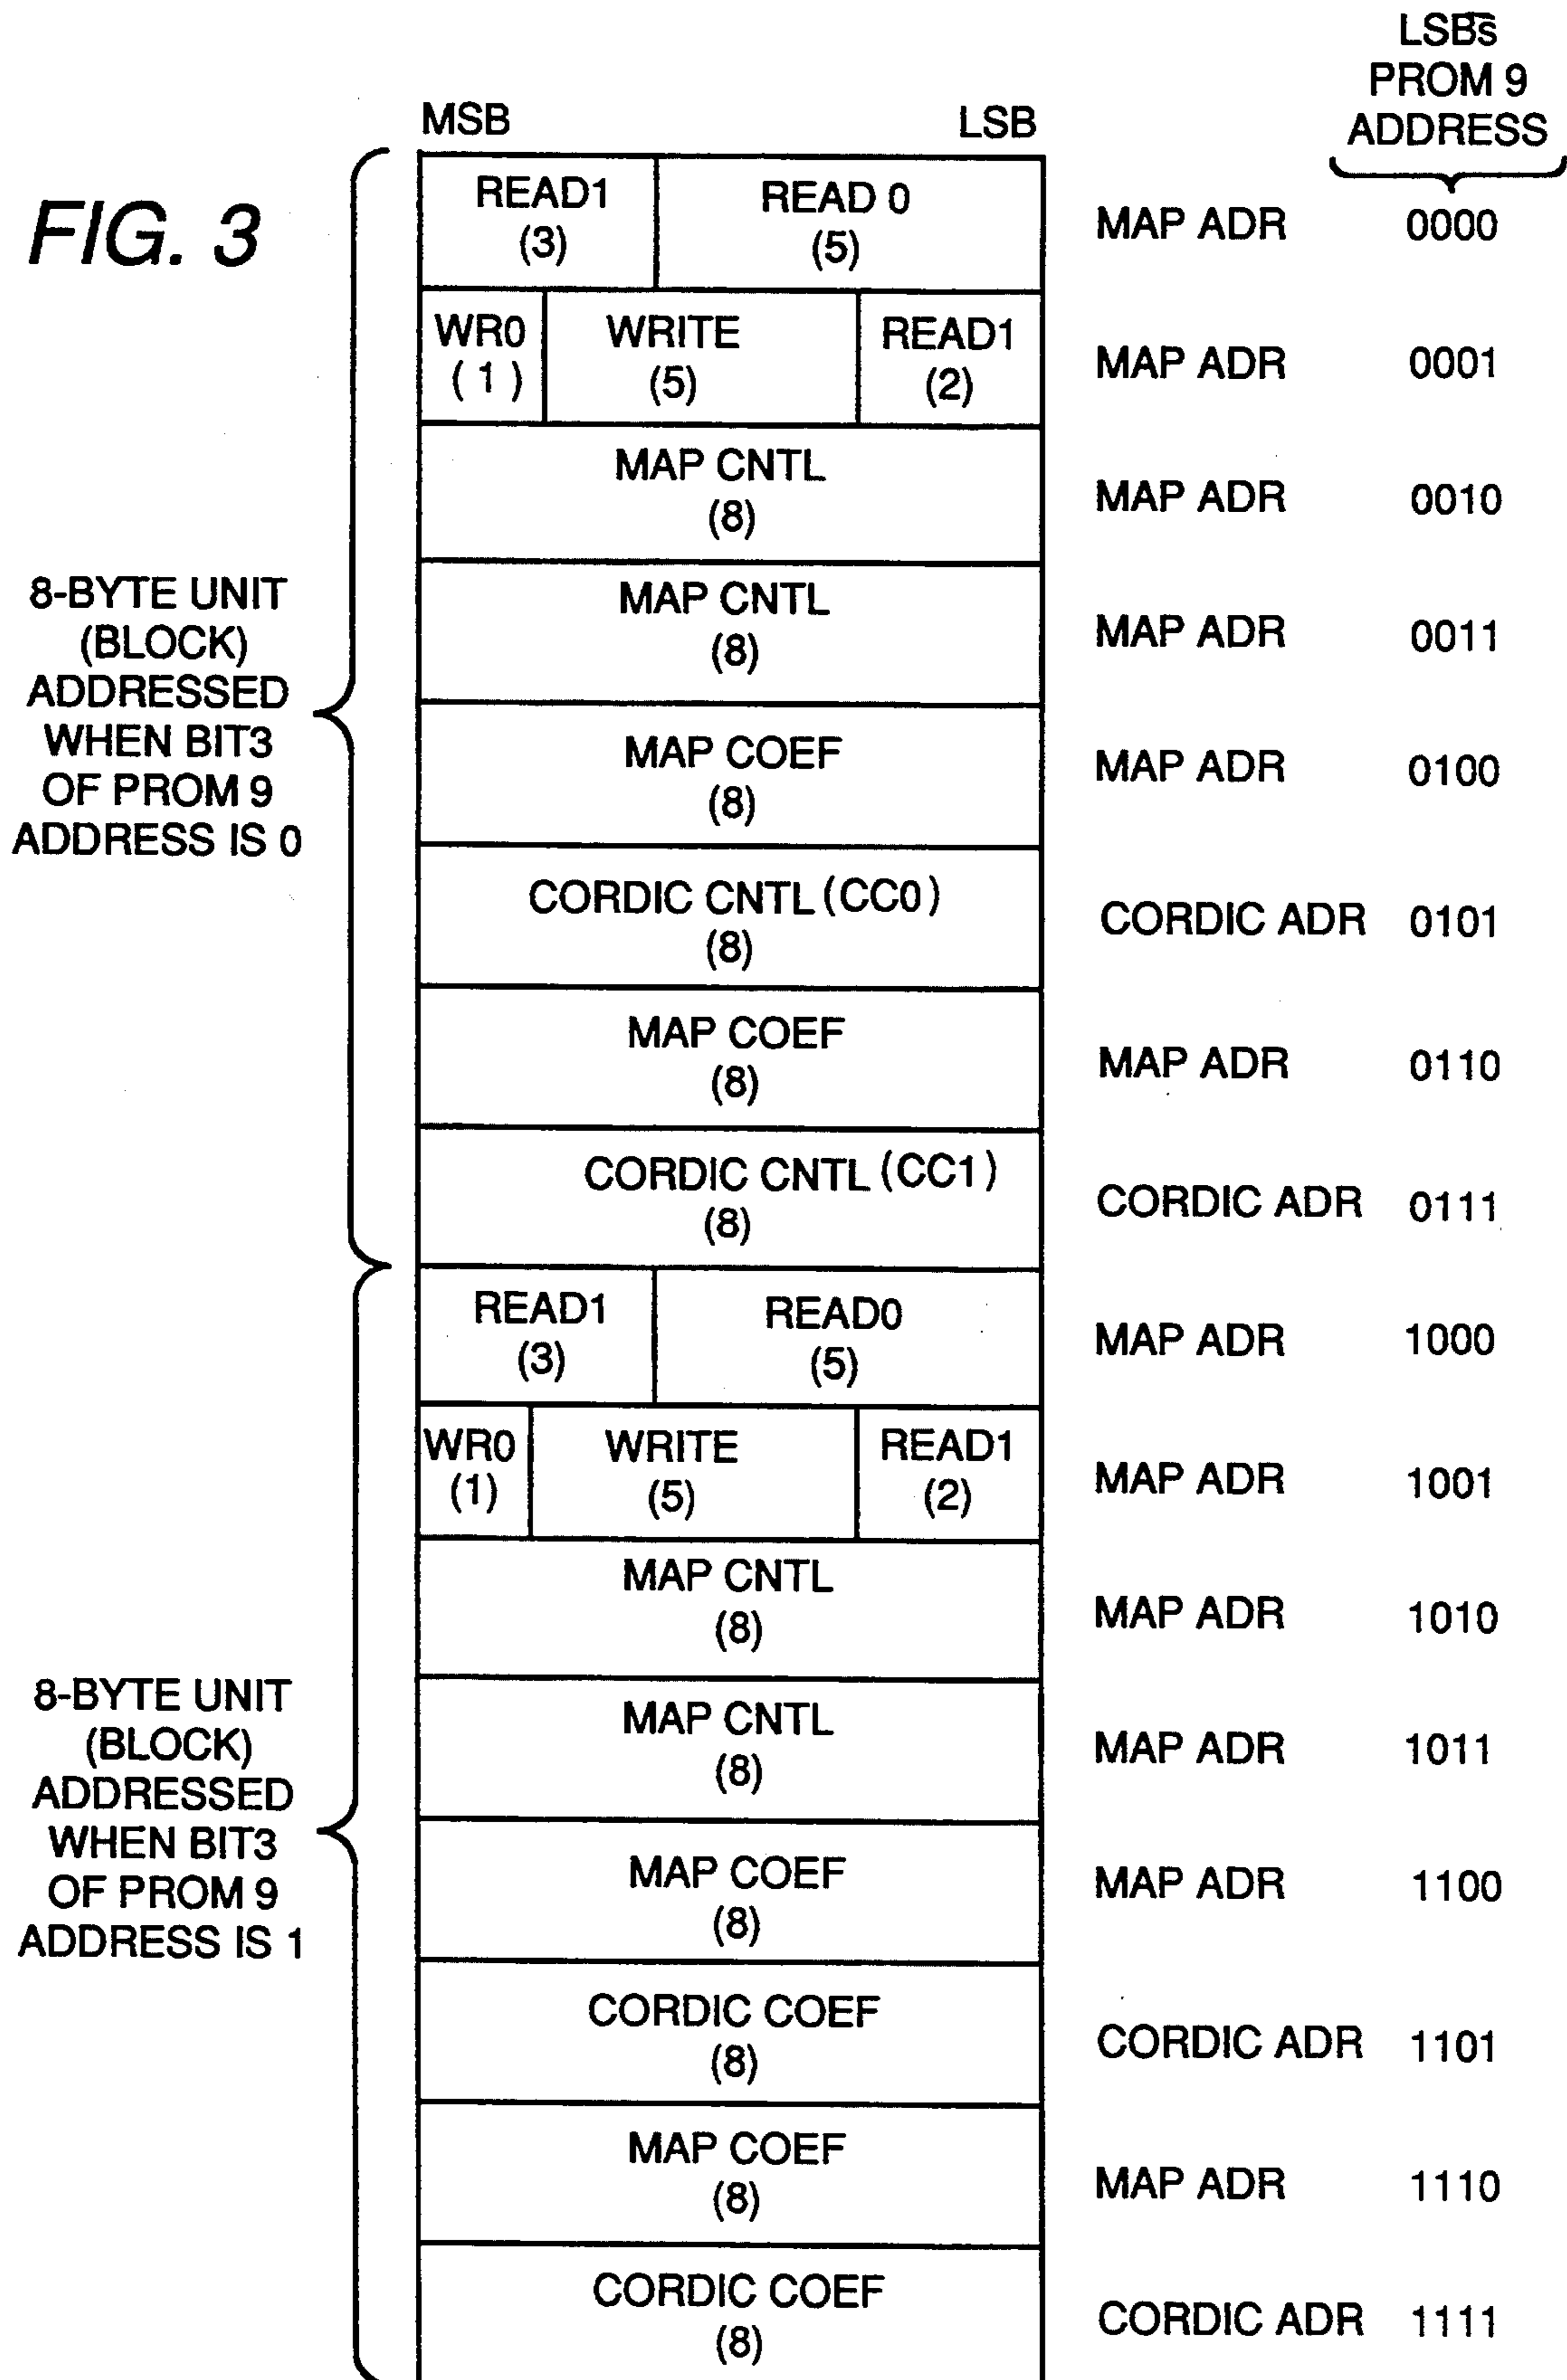 LSBs
PROM 9
ADDRESS
MSB LSB
FIG. 3
READ1 READ 0 MAP ADR 0000
(3) (5)
WR0 WRITE READ1 MAP ADR 0001
(1) (5) (2)
MAP CNTL MAP ADR 0010
(8)
8-BYTE UNIT
(BLOCK)
ADDRESSED
WHEN BIT3
OF PROM 9
ADDRESS IS 0
MAP CNTL MAP ADR 0011
(8)
MAP COEF MAP ADR 0100
(8)
CORDIC CNTL (CC0) CORDIC ADR 0101
(8)
MAP COEF MAP ADR 0110
(8)
CORDIC CNTL (CC1) CORDIC ADR 0111
(8)
READ1 READ0 MAP ADR 1000
(3) (5)
WR0 WRITE READ1 MAP ADR 1001
(1) (5) (2)
MAP CNTL MAP ADR 1010
(8)
8-BYTE UNIT
(BLOCK)
ADDRESSED
WHEN BIT3
OF PROM 9
ADDRESS IS 1
MAP CNTL MAP ADR 1011
(8)
MAP COEF MAP ADR 1100
(8)
CORDIC COEF CORDIC ADR 1101
(8)
MAP COEF MAP ADR 1110
(8)
CORDIC COEF CORDIC ADR 1111
(8)